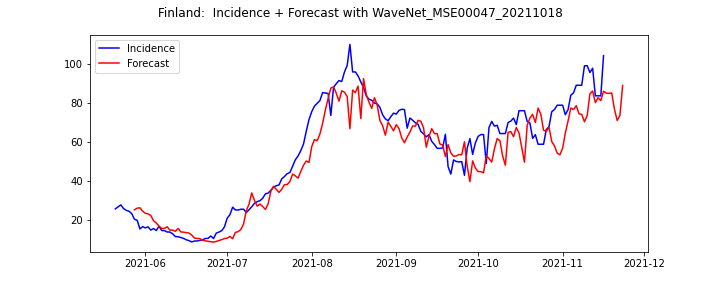 Finland:  Incidence + Forecast with WaveNet_MSE00047_20211018
Incidence
Forecast
100
80
60
40
20
2021-06 2021-07 2021-08 2021-09 2021-10 2021-11 2021-12